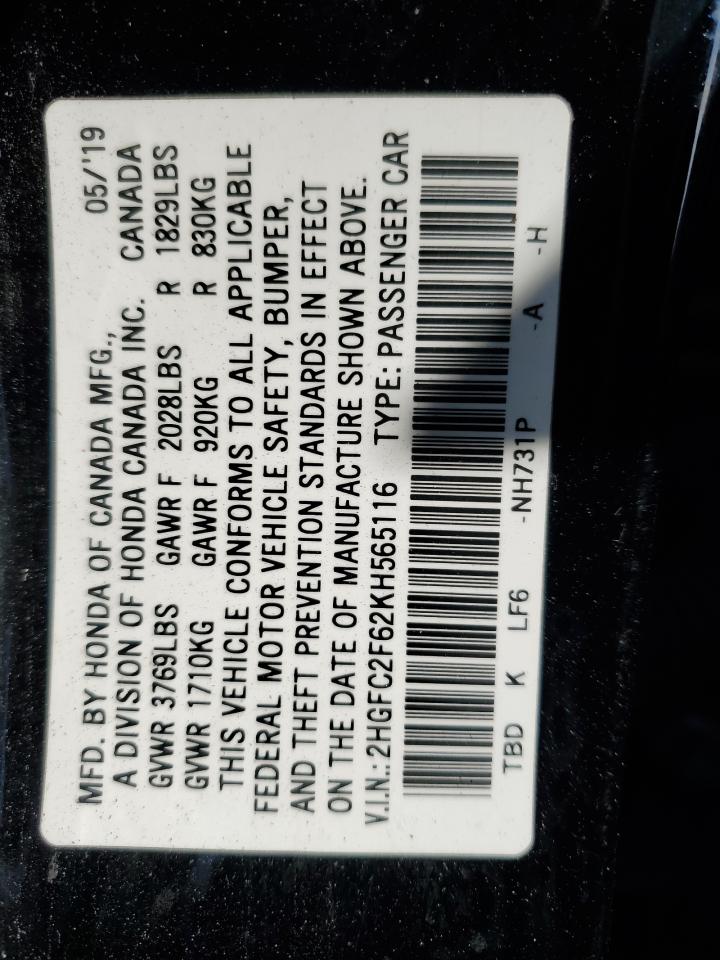 MFD. BY HONDA OF CANADA MFG., 05/'19
A DIVISION OF HONDA CANADA INC. CANADA
GVWR 3769LBS GAWR F 2028LBS R 1829LBS
GVWR 1710KG GAWR F 920KG R 830KG
THIS VEHICLE CONFORMS TO ALL APPLICABLE
FEDERAL MOTOR VEHICLE SAFETY, BUMPER,
AND THEFT PREVENTION STANDARDS IN EFFECT
ON THE DATE OF MANUFACTURE SHOWN ABOVE.
V.I.N.: 2HGFC2F62KH565116 TYPE: PASSENGER CAR
TBD K LF6 -NH731P -A -H